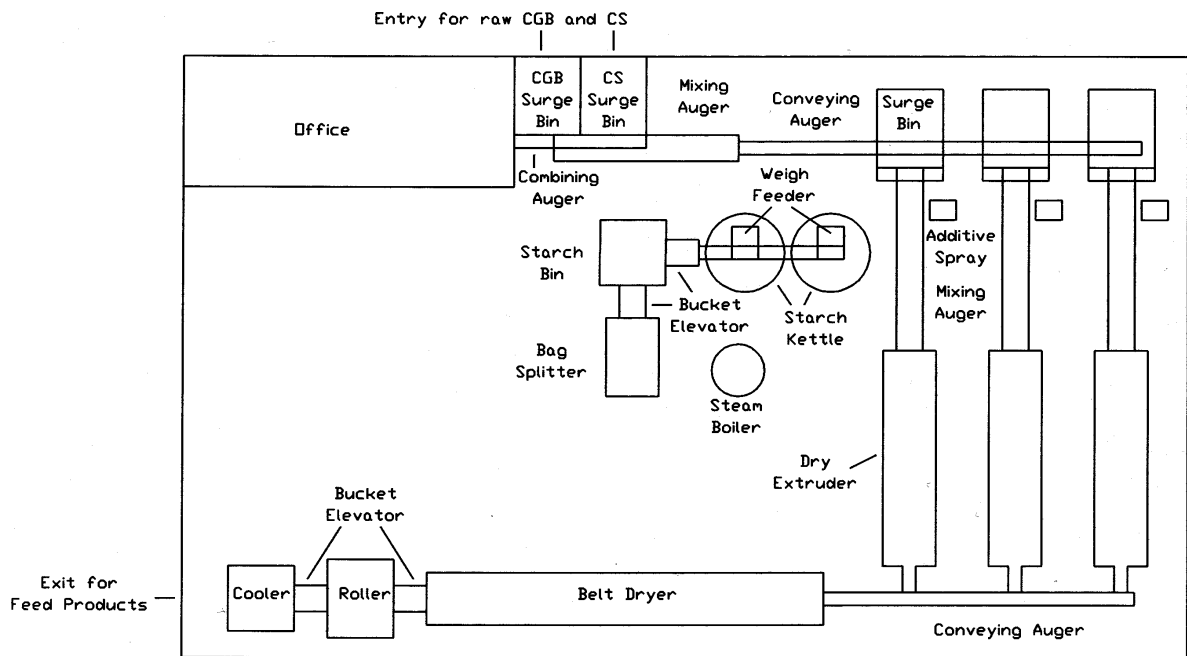 Entry for raw CGB and CS
Office
CGB
Surge
Bin
CS
Surge
Bin
Mixing
Auger
Conveying
Auger
Surge
Bin
Combining
Auger
Weigh
Feeder
Starch
Bin
Additive
Spray
Bucket
Elevator
Starch
Kettle
Mixing
Auger
Bag
Splitter
Steam
Boiler
Dry
Extruder
Bucket
Elevator
Exit for
Feed Products
Cooler
Roller
Belt Dryer
Conveying Auger